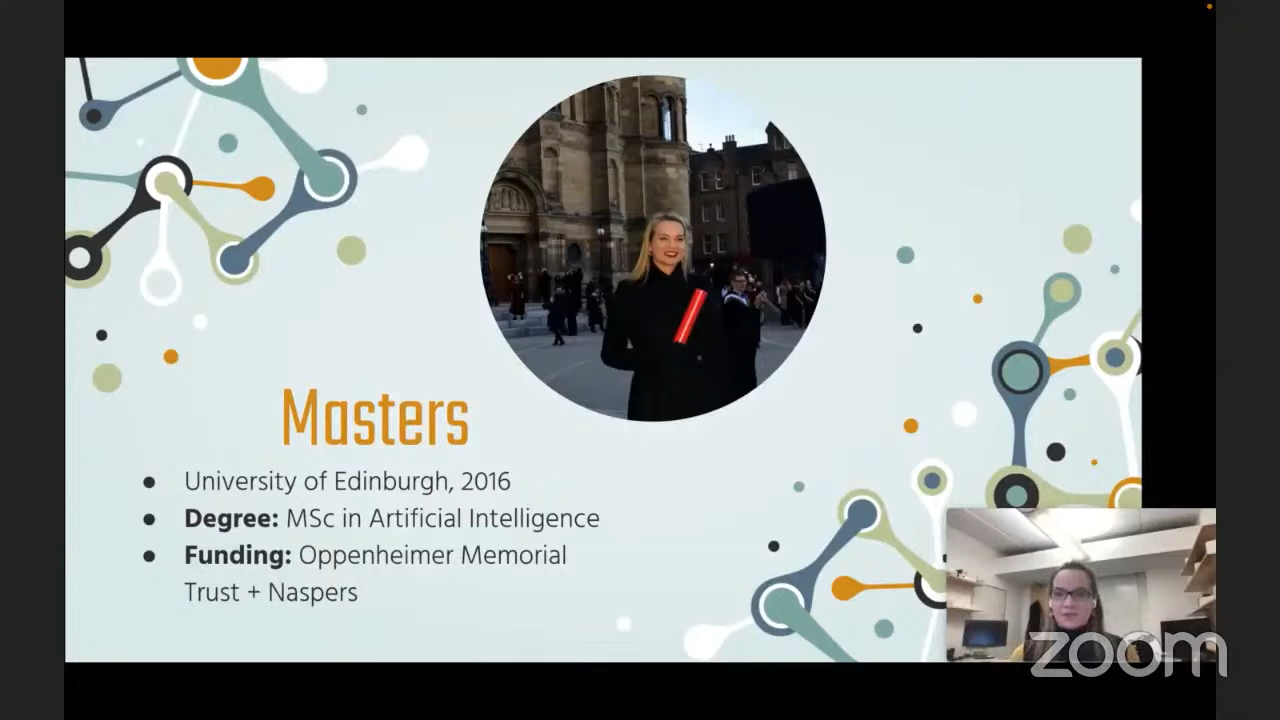 Masters
● University of Edinburgh, 2016
● Degree: MSc in Artificial Intelligence
● Funding: Oppenheimer Memorial
Trust + Naspers
zoom